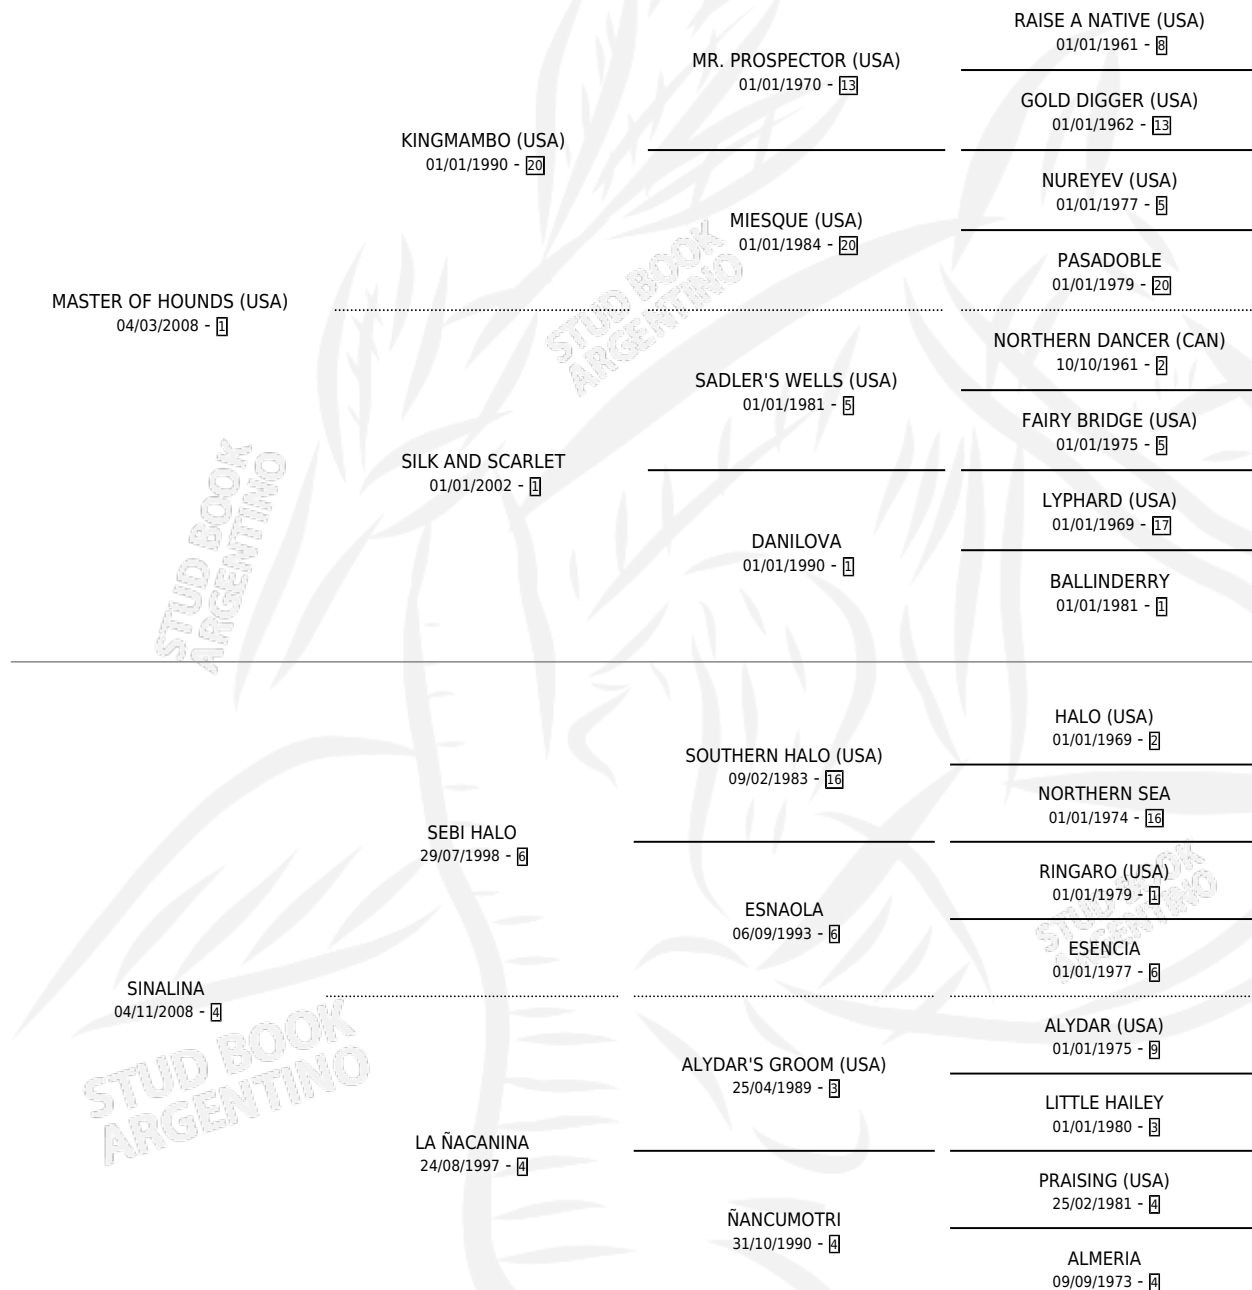 RAISE A NATIVE (USA)
01/01/1961 - 8
MR. PROSPECTOR (USA)
01/01/1970 - 13
GOLD DIGGER (USA)
01/01/1962 - 13
KINGMAMBO (USA)
01/01/1990 - 20
NUREYEV (USA)
01/01/1977 - 5
MIESQUE (USA)
01/01/1984 - 20
PASADOBLE
01/01/1979 - 20
MASTER OF HOUNDS (USA)
04/03/2008 - 1
NORTHERN DANCER (CAN)
10/10/1961 - 2
SADLER'S WELLS (USA)
01/01/1981 - 5
FAIRY BRIDGE (USA)
01/01/1975 - 5
SILK AND SCARLET
01/01/2002 - 1
LYPHARD (USA)
01/01/1969 - 17
DANILOVA
01/01/1990 - 1
BALLINDERRY
01/01/1981 - 1
HALO (USA)
01/01/1969 - 2
SOUTHERN HALO (USA)
09/02/1983 - 16
NORTHERN SEA
01/01/1974 - 16
SEBI HALO
29/07/1998 - 6
RINGARO (USA)
01/01/1979 - 1
ESNAOLA
06/09/1993 - 6
ESENCIA
01/01/1977 - 6
SINALINA
04/11/2008 - 4
ALYDAR (USA)
01/01/1975 - 9
ALYDAR'S GROOM (USA)
25/04/1989 - 3
LITTLE HAILEY
01/01/1980 - 3
LA ÑACANINA
24/08/1997 - 4
PRAISING (USA)
25/02/1981 - 4
ÑANCUMOTRI
31/10/1990 - 4
ALMERIA
09/09/1973 - 4
STUD BOOK
ARGENTINO
STUD BOOK
ARGENTINO
STUD BOOK
ARGENTINO
STUD BOOK
ARGENTINO